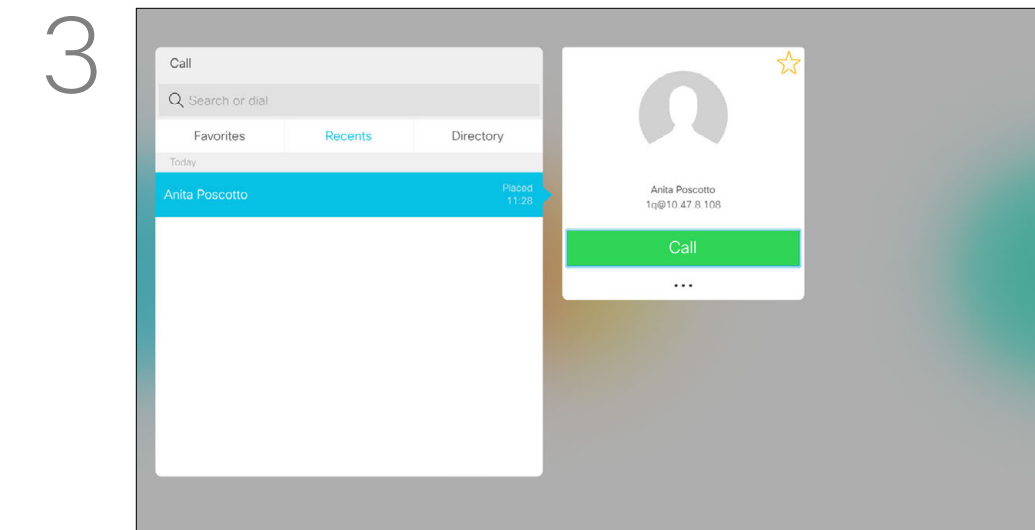 3
Call
Search or dial
Favorites Recents Directory
Today
Anita Poscotto
Placed
11:28
Anita Poscotto
1q@10.47.8.108
Call
...